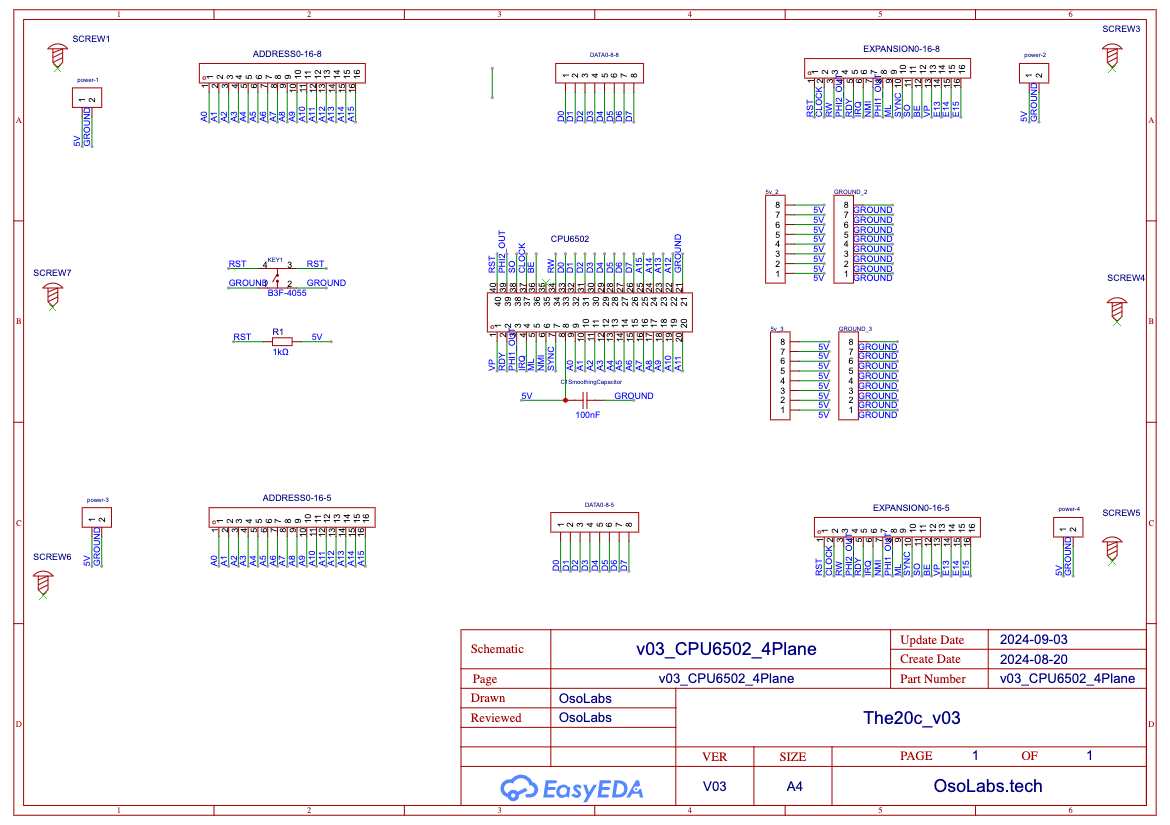 1 2 3 4 5 6
SCREW1
power-1
1 2
5V GROUND
ADDRESS0-16-8
1 2 3 4 5 6 7 8 9 10 11 12 13 14 15 16
A0 A1 A2 A3 A4 A5 A6 A7 A8 A9 A10 A11 A12 A13 A14 A15
DATA0-8-8
1 2 3 4 5 6 7 8
D0 D1 D2 D3 D4 D5 D6 D7
EXPANSION0-16-8
1 2 3 4 5 6 7 8 9 10 11 12 13 14 15 16
RST CLOCK RW PHI2_OUT RDY IRQ NMI PHI1_OUT ML SYNC SO BE VP E13 E14 E15
power-2
1 2
5V GROUND
SCREW3
A A
5v_2
8 7 6 5 4 3 2 1
5V 5V 5V 5V 5V 5V 5V 5V
GROUND_2
8 7 6 5 4 3 2 1
GROUND GROUND GROUND GROUND GROUND GROUND GROUND GROUND
SCREW7
RST 4 KEY1 3 RST
GROUND 2 GROUND
B3F-4055
R1
RST 5V
1kΩ
CPU6502
RST PHI2_OUT SO CLOCK BE RW D0 D1 D2 D3 D4 D5 D6 D7 A15 A14 A13 A12 GROUND
40 39 38 37 36 35 34 33 32 31 30 29 28 27 26 25 24 23 22 21
1 2 3 4 5 6 7 8 9 10 11 12 13 14 15 16 17 18 19 20
VP RDY PHI1_OUT IRQ ML NMI SYNC A0 A1 A2 A3 A4 A5 A6 A7 A8 A9 A10 A11
C1SmoothingCapacitor
5V GROUND
100nF
SCREW4
B B
5v_3
8 7 6 5 4 3 2 1
5V 5V 5V 5V 5V 5V 5V 5V
GROUND_3
8 7 6 5 4 3 2 1
GROUND GROUND GROUND GROUND GROUND GROUND GROUND GROUND
power-3
1 2
5V GROUND
SCREW6
ADDRESS0-16-5
1 2 3 4 5 6 7 8 9 10 11 12 13 14 15 16
A0 A1 A2 A3 A4 A5 A6 A7 A8 A9 A10 A11 A12 A13 A14 A15
DATA0-8-5
1 2 3 4 5 6 7 8
D0 D1 D2 D3 D4 D5 D6 D7
EXPANSION0-16-5
1 2 3 4 5 6 7 8 9 10 11 12 13 14 15 16
RST CLOCK RW PHI2_OUT RDY IRQ NMI PHI1_OUT ML SYNC SO BE VP E13 E14 E15
power-4
1 2
5V GROUND
SCREW5
C C
Schematic v03_CPU6502_4Plane Update Date 2024-09-03
Create Date 2024-08-20
Page v03_CPU6502_4Plane Part Number v03_CPU6502_4Plane
Drawn OsoLabs
Reviewed OsoLabs
The20c_v03
D D
VER SIZE PAGE 1 OF 1
EasyEDA V03 A4 OsoLabs.tech
1 2 3 4 5 6